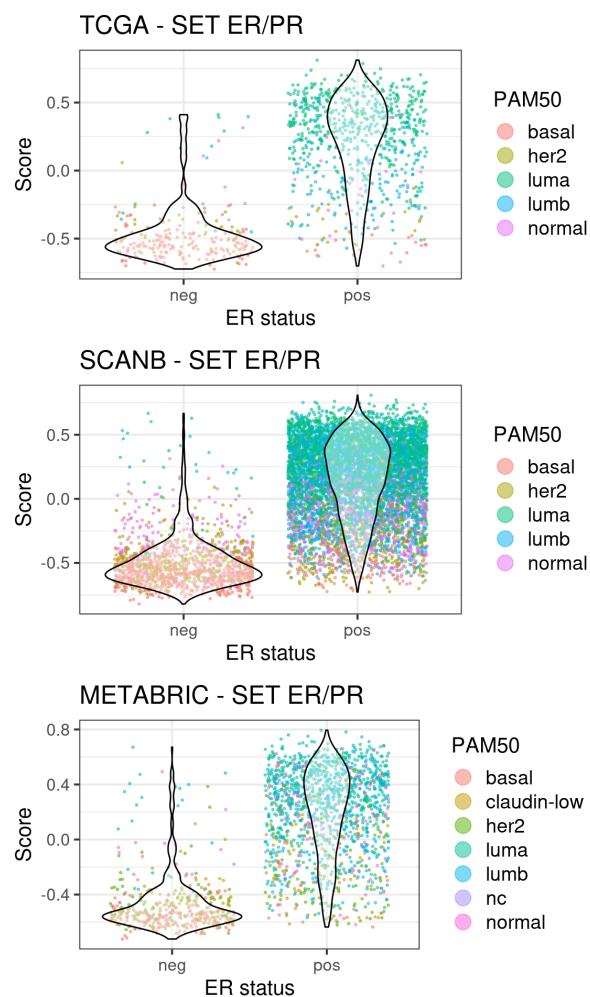 TCGA - SET ER/PR
Score
0.5
0.0
-0.5
neg
pos
ER status
PAM50
basal
her2
luma
lumb
normal
SCANB - SET ER/PR
Score
0.5
0.0
-0.5
neg
pos
ER status
PAM50
basal
her2
luma
lumb
normal
METABRIC - SET ER/PR
Score
0.8
0.4
0.0
-0.4
neg
pos
ER status
PAM50
basal
claudin-low
her2
luma
lumb
nc
normal